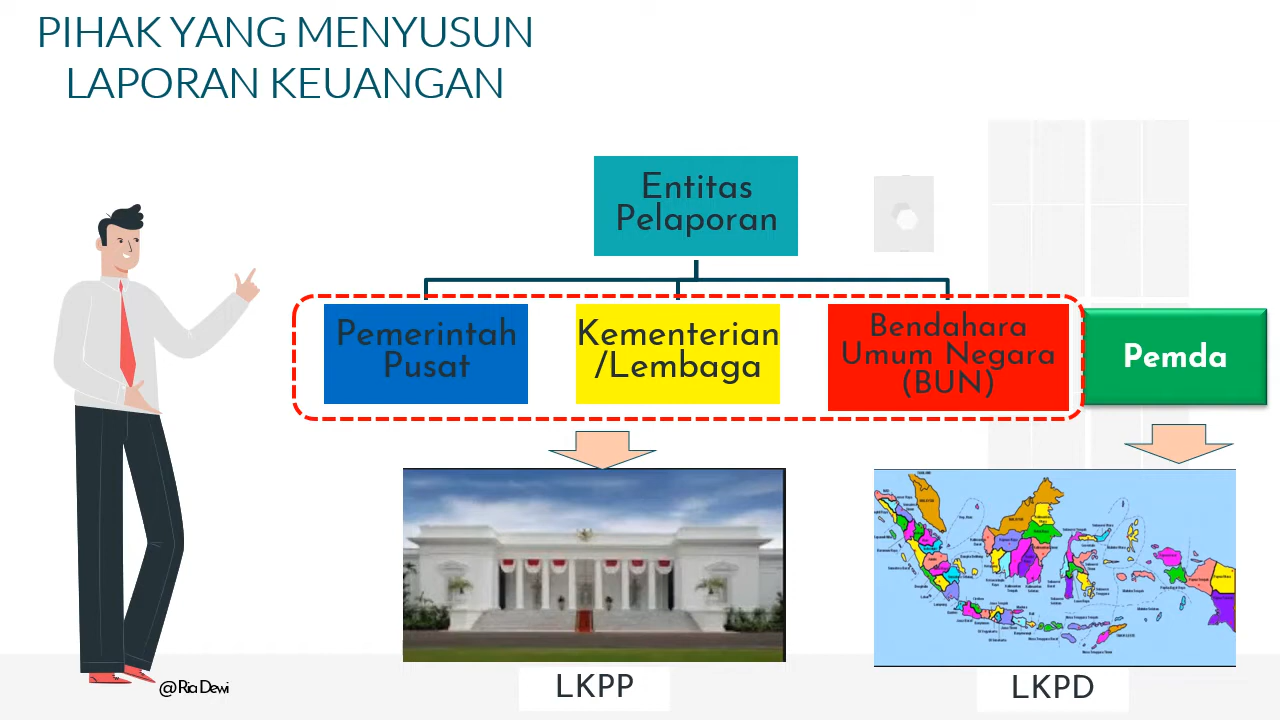 PIHAK YANG MENYUSUN
LAPORAN KEUANGAN
Entitas
Pelaporan
Pemerintah
Pusat
Kementerian
/Lembaga
Bendahara
Umum Negara
(BUN)
Pemda
LKPP
LKPD
@Ria Dewi